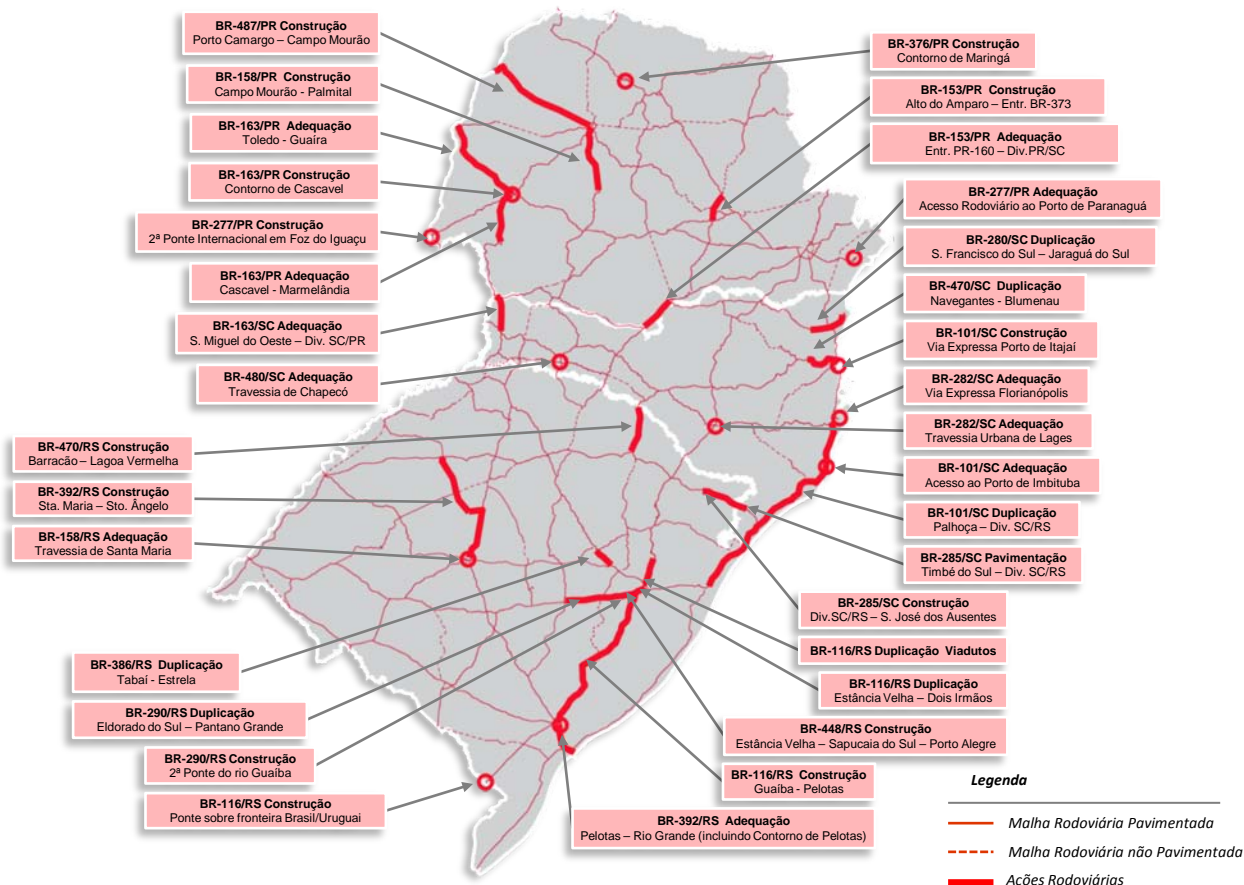 BR-487/PR Construção
Porto Camargo – Campo Mourão
BR-158/PR Construção
Campo Mourão - Palmital
BR-163/PR Adequação
Toledo - Guaíra
BR-163/PR Construção
Contorno de Cascavel
BR-277/PR Construção
2ª Ponte Internacional em Foz do Iguaçu
BR-163/PR Adequação
Cascavel - Marmelândia
BR-163/SC Adequação
S. Miguel do Oeste – Div. SC/PR
BR-480/SC Adequação
Travessia de Chapecó
BR-470/RS Construção
Barracão – Lagoa Vermelha
BR-392/RS Construção
Sta. Maria – Sto. Ângelo
BR-158/RS Adequação
Travessia de Santa Maria
BR-386/RS Duplicação
Tabaí - Estrela
BR-290/RS Duplicação
Eldorado do Sul – Pantano Grande
BR-290/RS Construção
2ª Ponte do rio Guaíba
BR-116/RS Construção
Ponte sobre fronteira Brasil/Uruguai
BR-376/PR Construção
Contorno de Maringá
BR-153/PR Construção
Alto do Amparo – Entr. BR-373
BR-153/PR Adequação
Entr. PR-160 – Div.PR/SC
BR-277/PR Adequação
Acesso Rodoviário ao Porto de Paranaguá
BR-280/SC Duplicação
S. Francisco do Sul – Jaraguá do Sul
BR-470/SC Duplicação
Navegantes - Blumenau
BR-101/SC Construção
Via Expressa Porto de Itajaí
BR-282/SC Adequação
Via Expressa Florianópolis
BR-282/SC Adequação
Travessia Urbana de Lages
BR-101/SC Adequação
Acesso ao Porto de Imbituba
BR-101/SC Duplicação
Palhoça – Div. SC/RS
BR-285/SC Pavimentação
Timbé do Sul – Div. SC/RS
BR-285/SC Construção
Div.SC/RS – S. José dos Ausentes
BR-116/RS Duplicação Viadutos
BR-116/RS Duplicação
Estância Velha – Dois Irmãos
BR-448/RS Construção
Estância Velha – Sapucaia do Sul – Porto Alegre
BR-116/RS Construção
Guaíba - Pelotas
BR-392/RS Adequação
Pelotas – Rio Grande (incluindo Contorno de Pelotas)
Legenda
Malha Rodoviária Pavimentada
Malha Rodoviária não Pavimentada
Ações Rodoviárias